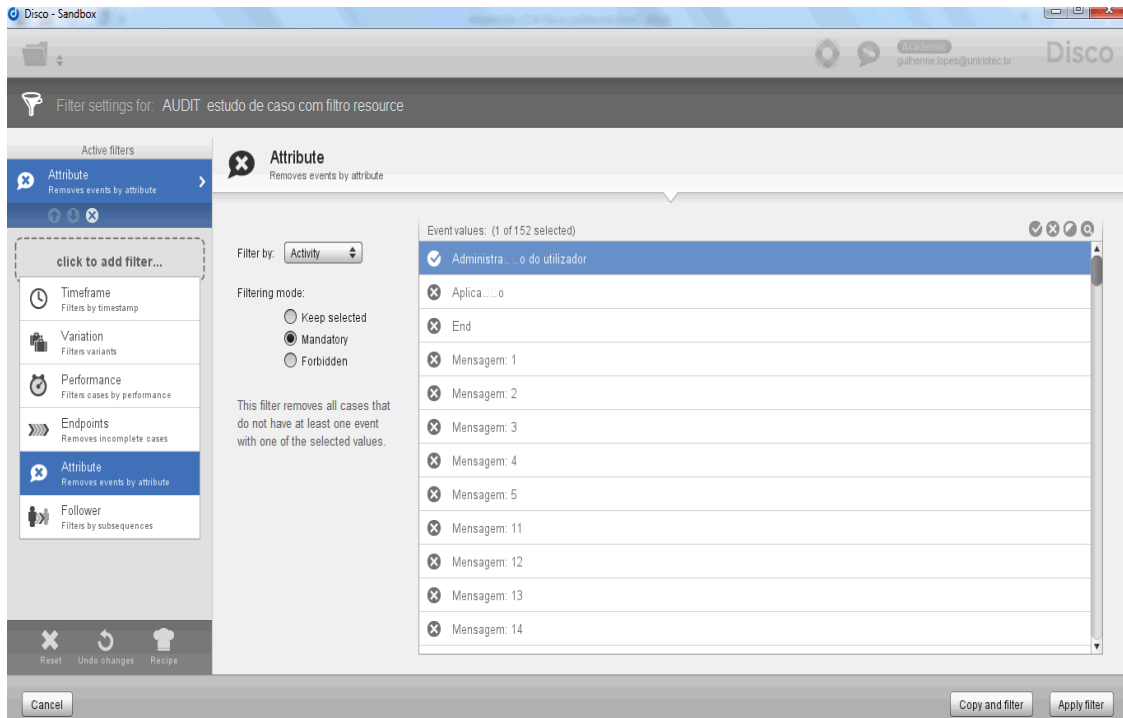 Disco - Sandbox
Academic
guilherme.lopes@uniriotec.br
Disco
Filter settings for: AUDIT estudo de caso com filtro resource
Active filters
Attribute
Removes events by attribute
click to add filter...
Timeframe
Filters by timestamp
Variation
Filters variants
Performance
Filters cases by performance
Endpoints
Removes incomplete cases
Attribute
Removes events by attribute
Follower
Filters by subsequences
Reset Undo changes Recipe
Attribute
Removes events by attribute
Filter by: Activity
Filtering mode:
Keep selected
Mandatory
Forbidden
This filter removes all cases that
do not have at least one event
with one of the selected values.
Event values: (1 of 152 selected)
Administra□□o do utilizador
Aplica□□o
End
Mensagem: 1
Mensagem: 2
Mensagem: 3
Mensagem: 4
Mensagem: 5
Mensagem: 11
Mensagem: 12
Mensagem: 13
Mensagem: 14
Cancel
Copy and filter Apply filter